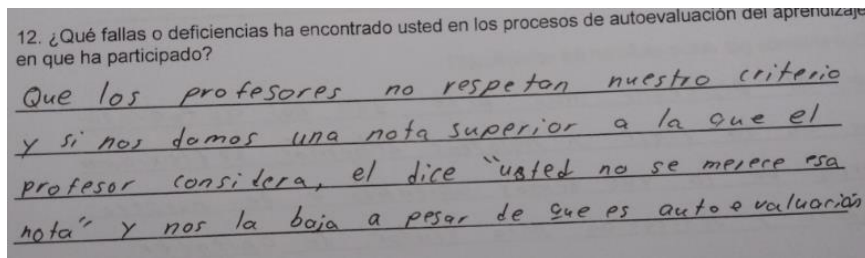 12. ¿Qué fallas o deficiencias ha encontrado usted en los procesos de autoevaluación del aprendizaje
en que ha participado?
Que los profesores no respetan nuestro criterio
y si nos damos una nota superior a la que el
profesor considera, el dice "usted no se merece esa
nota" y nos la baja a pesar de que es autoevaluación